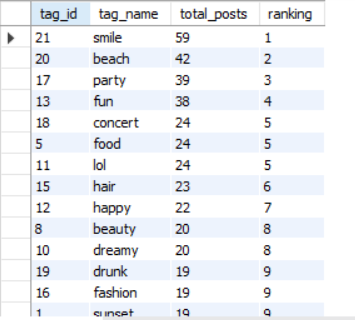 tag_id tag_name total_posts ranking
21 smile 59 1
20 beach 42 2
17 party 39 3
13 fun 38 4
18 concert 24 5
5 food 24 5
11 lol 24 5
15 hair 23 6
12 happy 22 7
8 beauty 20 8
10 dreamy 20 8
19 drunk 19 9
16 fashion 19 9
1 sunset 19 9